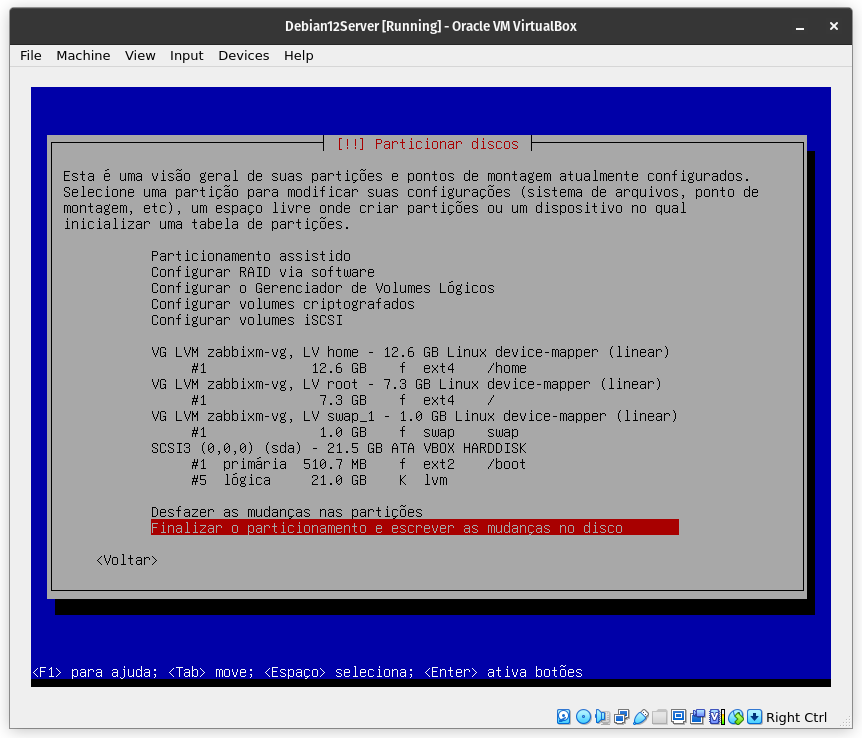 Debian12Server [Running] - Oracle VM VirtualBox
File Machine View Input Devices Help
[!!] Particionar discos
Esta é uma visão geral de suas partições e pontos de montagem atualmente configurados.
Selecione uma partição para modificar suas configurações (sistema de arquivos, ponto de
montagem, etc), um espaço livre onde criar partições ou um dispositivo no qual
inicializar uma tabela de partições.
Particionamento assistido
Configurar RAID via software
Configurar o Gerenciador de Volumes Lógicos
Configurar volumes criptografados
Configurar volumes iSCSI
VG LVM zabbixm-vg, LV home - 12.6 GB Linux device-mapper (linear)
#1 12.6 GB f ext4 /home
VG LVM zabbixm-vg, LV root - 7.3 GB Linux device-mapper (linear)
#1 7.3 GB f ext4 /
VG LVM zabbixm-vg, LV swap_1 - 1.0 GB Linux device-mapper (linear)
#1 1.0 GB f swap swap
SCSI3 (0,0,0) (sda) - 21.5 GB ATA VBOX HARDDISK
#1 primária 510.7 MB f ext2 /boot
#5 lógica 21.0 GB K lvm
Desfazer as mudanças nas partições
Finalizar o particionamento e escrever as mudanças no disco
<Voltar>
<F1> para ajuda; <Tab> move; <Espaço> seleciona; <Enter> ativa botões
Right Ctrl